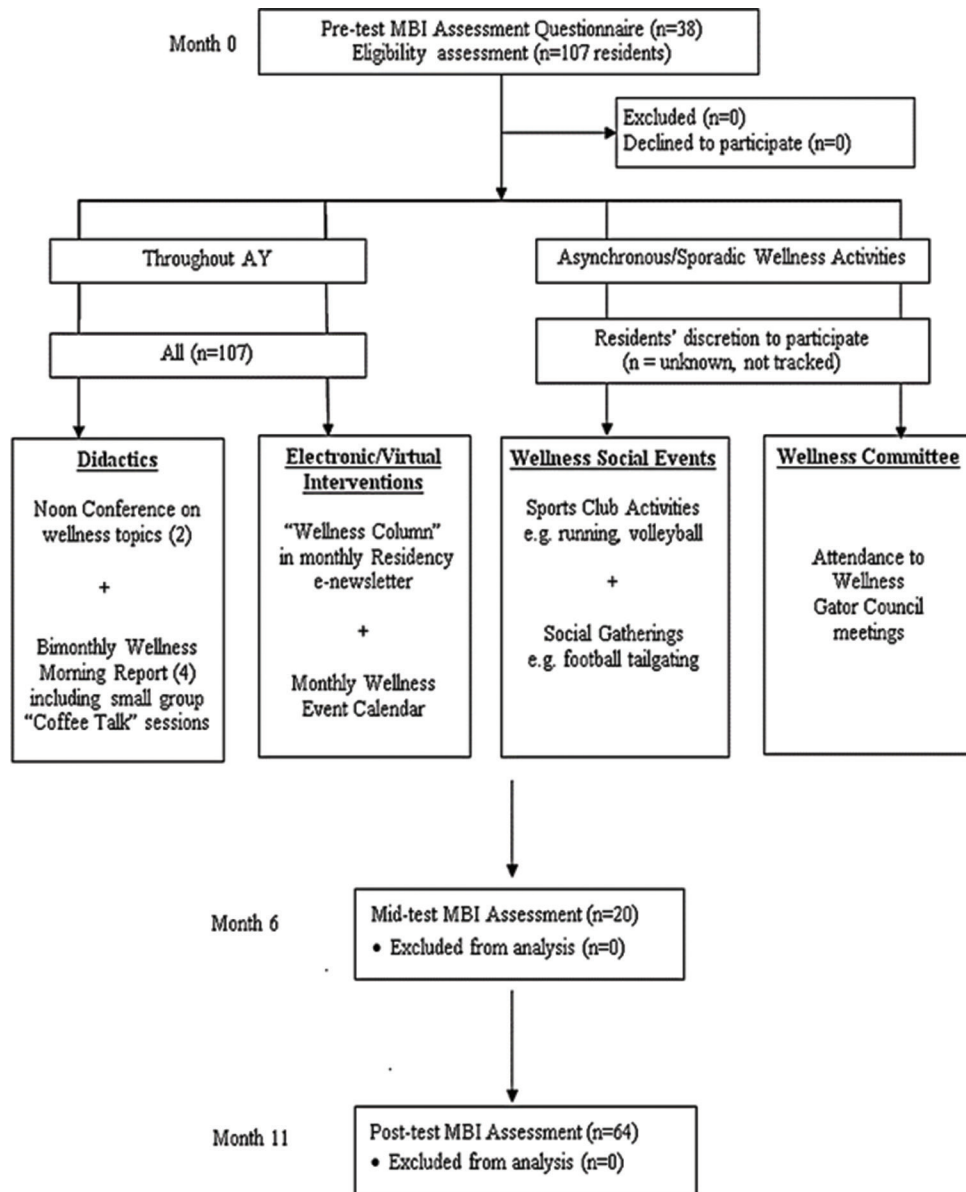 Month 0
Pre-test MBI Assessment Questionnaire (n=38)
Eligibility assessment (n=107 residents)
Excluded (n=0)
Declined to participate (n=0)
Throughout AY
Asynchronous/Sporadic Wellness Activities
All (n=107)
Residents' discretion to participate
(n = unknown, not tracked)
Didactics
Noon Conference on
wellness topics (2)
+
Bimonthly Wellness
Morning Report (4)
including small group
“Coffee Talk” sessions
Electronic/Virtual
Interventions
“Wellness Column”
in monthly Residency
e-newsletter
+
Monthly Wellness
Event Calendar
Wellness Social Events
Sports Club Activities
e.g. running, volleyball
+
Social Gatherings
e.g. football tailgating
Wellness Committee
Attendance to
Wellness
Gator Council
meetings
Month 6
Mid-test MBI Assessment (n=20)
• Excluded from analysis (n=0)
Month 11
Post-test MBI Assessment (n=64)
• Excluded from analysis (n=0)